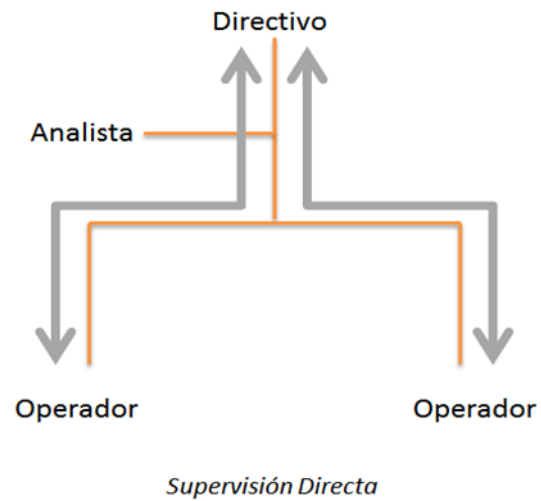 Directivo
Analista
Operador
Operador
Supervisión Directa